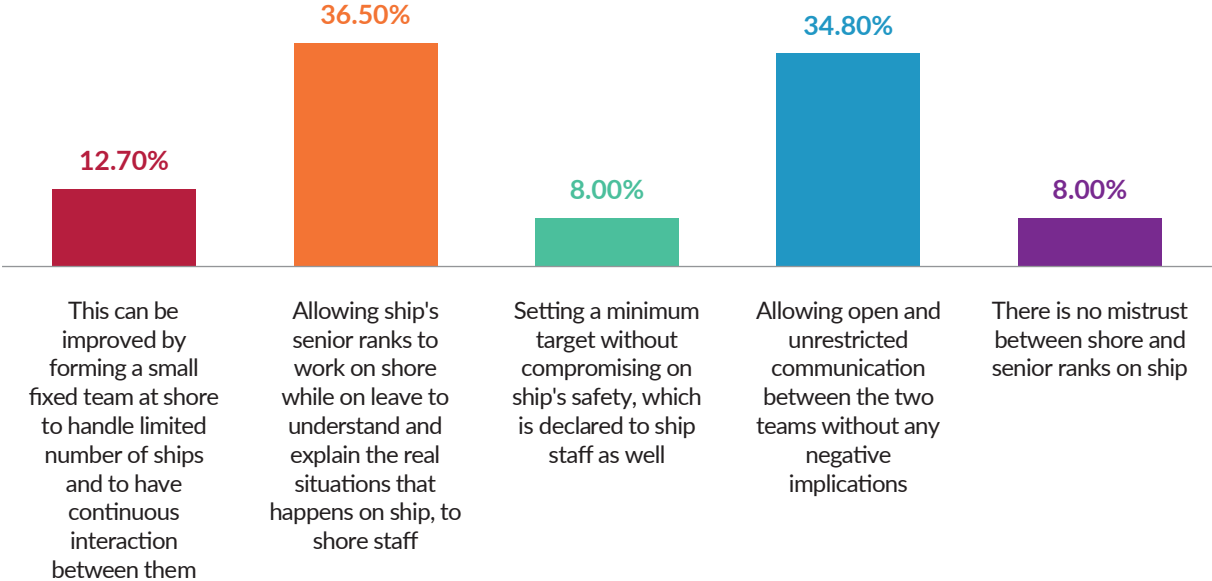 36.50%
34.80%
12.70%
8.00%
8.00%
This can be
improved by
forming a small
fixed team at shore
to handle limited
number of ships
and to have
continuous
interaction
between them
Allowing ship's
senior ranks to
work on shore
while on leave to
understand and
explain the real
situations that
happens on ship, to
shore staff
Setting a minimum
target without
compromising on
ship's safety, which
is declared to ship
staff as well
Allowing open and
unrestricted
communication
between the two
teams without any
negative
implications
There is no mistrust
between shore and
senior ranks on ship